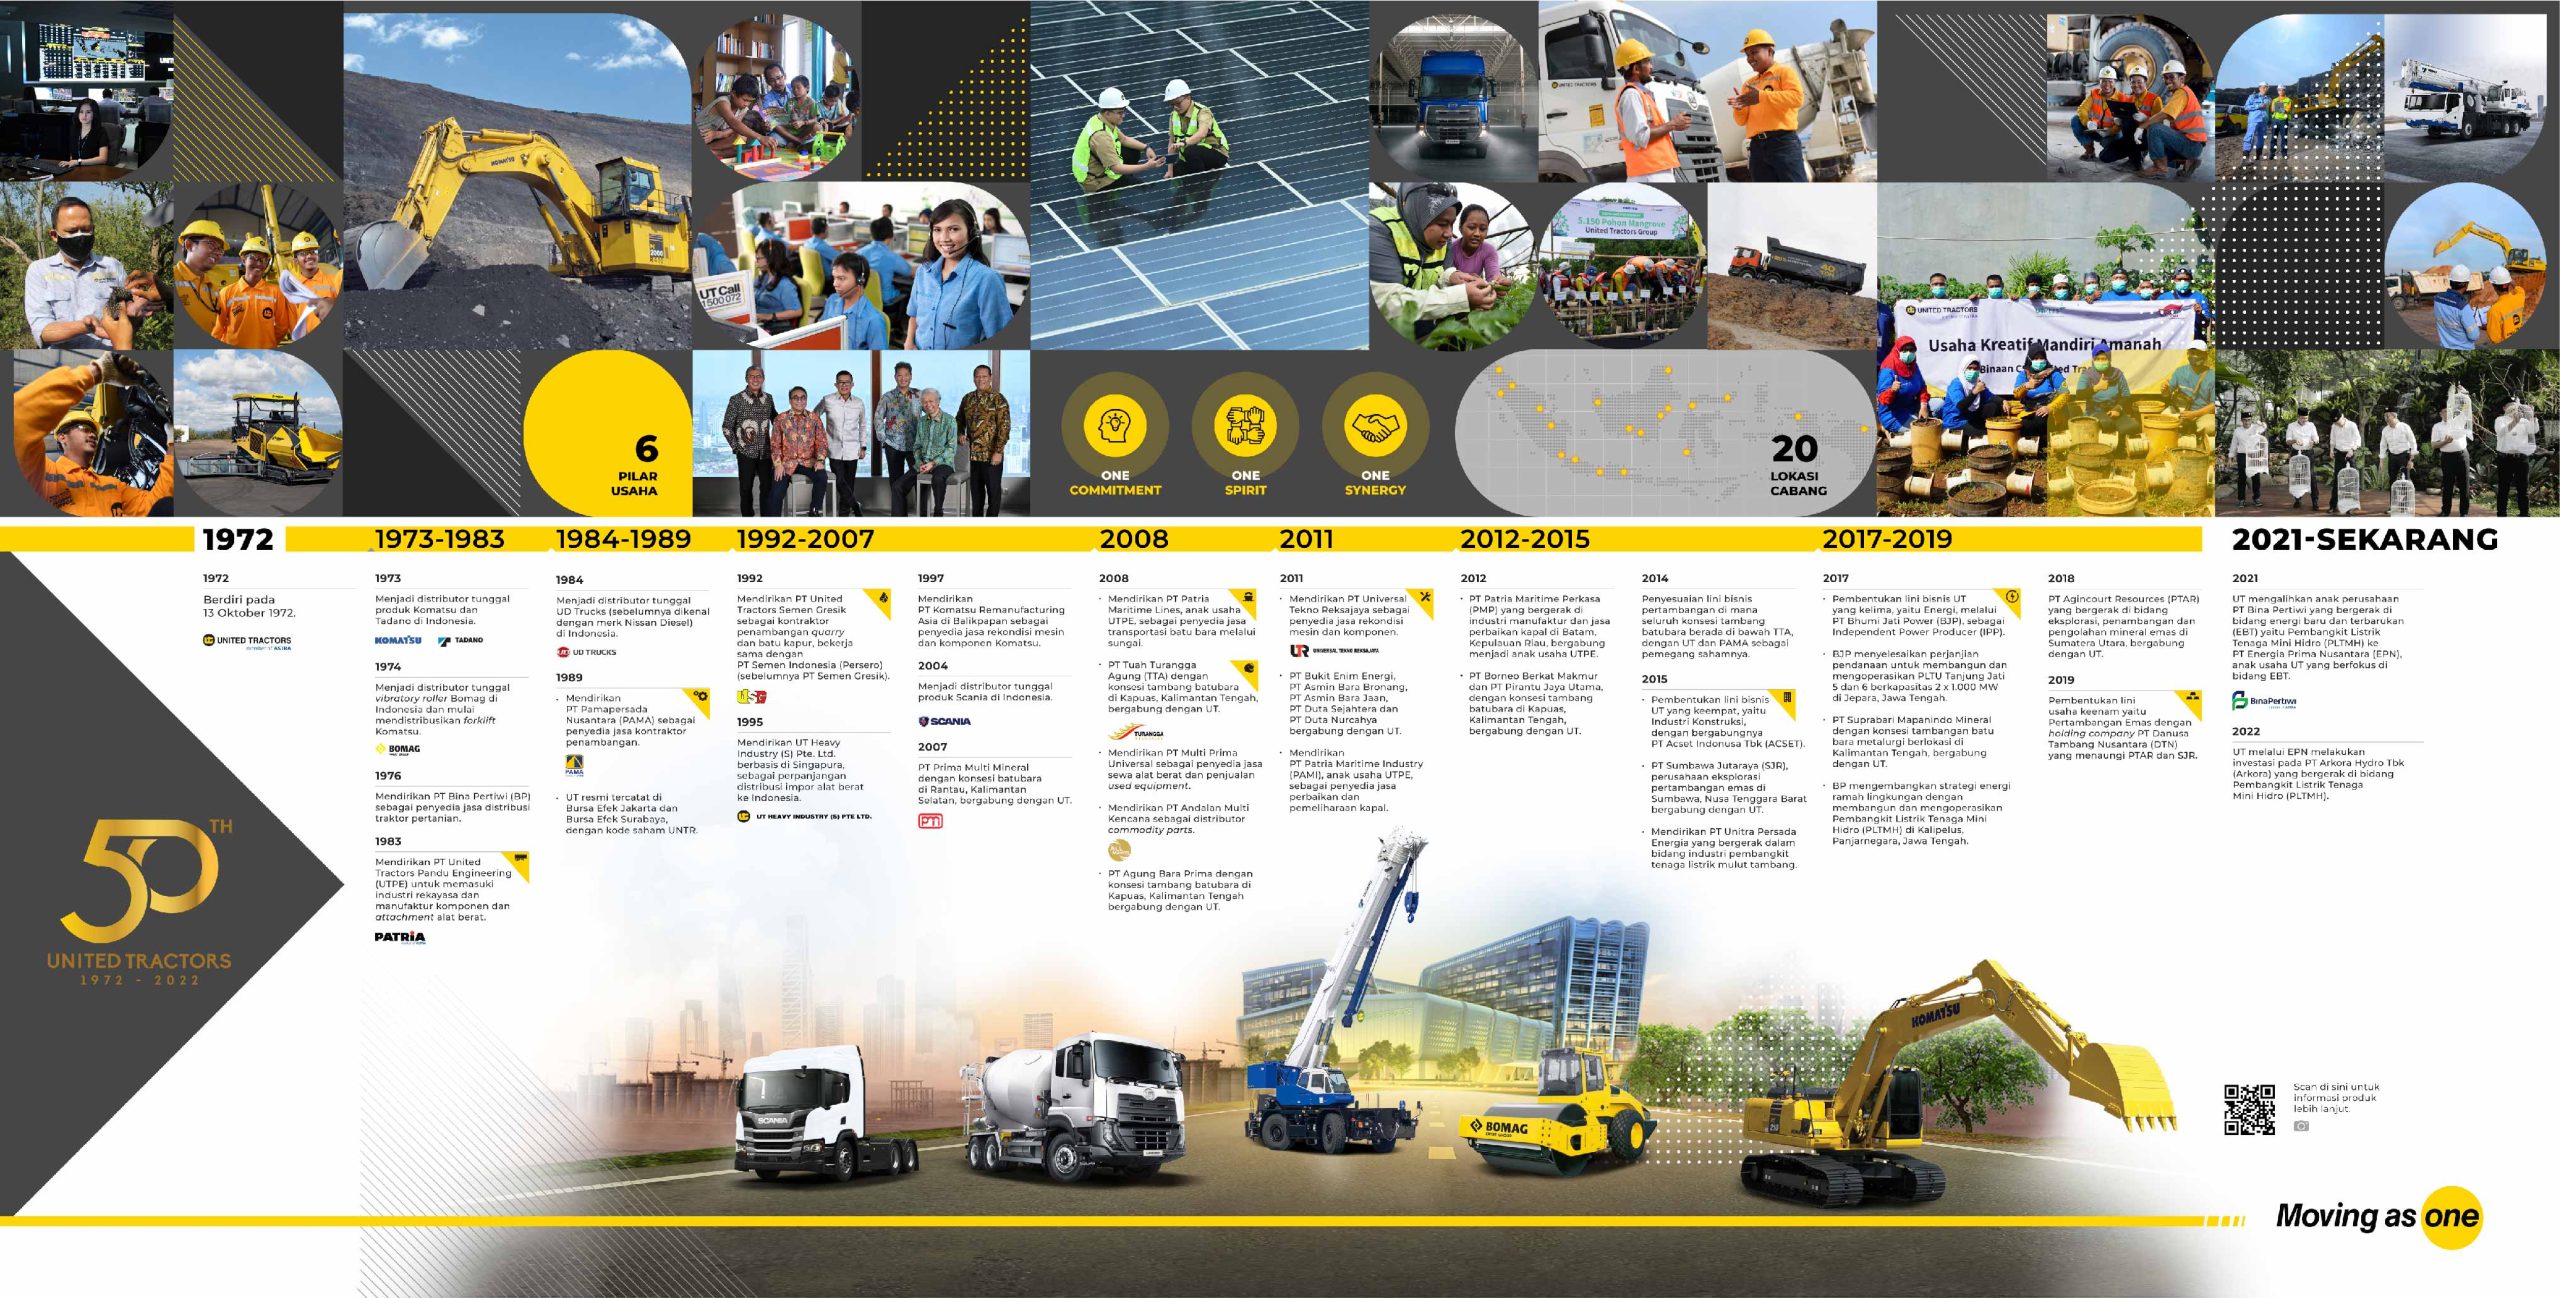 KOMATSU
2000
UT Call
1500072
UNITED TRACTORS
5.150 Pohon Mangrove
United Tractors Group
UNITED TRACTORS
Usaha Kreatif Mandiri Amanah
6
PILAR
USAHA
ONE
COMMITMENT
ONE
SPIRIT
ONE
SYNERGY
20
LOKASI
CABANG
1972
1973-1983
1984-1989
1992-2007
2008
2011
2012-2015
2017-2019
2021-SEKARANG
1972
Berdiri pada
13 Oktober 1972.
UNITED TRACTORS
member of ASTRA
1973
Menjadi distributor tunggal
produk Komatsu dan
Tadano di Indonesia.
KOMATSU
TADANO
1974
Menjadi distributor tunggal
vibratory roller Bomag di
Indonesia dan mulai
mendistribusikan forklift
Komatsu.
BOMAG
1976
Mendirikan PT Bina Pertiwi (BP)
sebagai penyedia jasa distribusi
traktor pertanian.
1983
Mendirikan PT United
Tractors Pandu Engineering
(UTPE) untuk memasuki
industri rekayasa dan
manufaktur komponen dan
attachment alat berat.
PATRIA
1984
Menjadi distributor tunggal
UD Trucks (sebelumnya dikenal
dengan merk Nissan Diesel)
di Indonesia.
UD TRUCKS
1989
• Mendirikan
PT Pamapersada
Nusantara (PAMA) sebagai
penyedia jasa kontraktor
penambangan.
PAMA
• UT resmi tercatat di
Bursa Efek Jakarta dan
Bursa Efek Surabaya,
dengan kode saham UNTR.
1992
Mendirikan PT United
Tractors Semen Gresik
sebagai kontraktor
penambangan quarry
dan batu kapur, bekerja
sama dengan
PT Semen Indonesia (Persero)
(sebelumnya PT Semen Gresik).
USG
1995
Mendirikan UT Heavy
Industry (S) Pte. Ltd.
berbasis di Singapura,
sebagai perpanjangan
distribusi impor alat berat
ke Indonesia.
UT HEAVY INDUSTRY (S) PTE LTD.
1997
Mendirikan
PT Komatsu Remanufacturing
Asia di Balikpapan sebagai
penyedia jasa rekondisi mesin
dan komponen Komatsu.
2004
Menjadi distributor tunggal
produk Scania di Indonesia.
SCANIA
2007
PT Prima Multi Mineral
dengan konsesi batubara
di Rantau, Kalimantan
Selatan, bergabung dengan UT.
2008
• Mendirikan PT Patria
Maritime Lines, anak usaha
UTPE, sebagai penyedia jasa
transportasi batu bara melalui
sungai.
• PT Tuah Turangga
Agung (TTA) dengan
konsesi tambang batubara
di Kapuas, Kalimantan Tengah,
bergabung dengan UT.
TURANGGA
• Mendirikan PT Multi Prima
Universal sebagai penyedia jasa
sewa alat berat dan penjualan
used equipment.
• Mendirikan PT Andalan Multi
Kencana sebagai distributor
commodity parts.
• PT Agung Bara Prima dengan
konsesi tambang batubara di
Kapuas, Kalimantan Tengah
bergabung dengan UT.
2011
• Mendirikan PT Universal
Tekno Reksajaya sebagai
penyedia jasa rekondisi
mesin dan komponen.
UTR UNIVERSAL TEKNO REKSAJAYA
• PT Bukit Enim Energi,
PT Asmin Bara Bronang,
PT Asmin Bara Jaan,
PT Duta Sejahtera dan
PT Duta Nurcahya
bergabung dengan UT.
• Mendirikan
PT Patria Maritime Industry
(PAMI), anak usaha UTPE,
sebagai penyedia jasa
perbaikan dan
pemeliharaan kapal.
2012
• PT Patria Maritime Perkasa
(PMP) yang bergerak di
industri manufaktur dan jasa
perbaikan kapal di Batam,
Kepulauan Riau, bergabung
menjadi anak usaha UTPE.
• PT Borneo Berkat Makmur
dan PT Pirantu Jaya Utama,
dengan konsesi tambang
batubara di Kapuas,
Kalimantan Tengah,
bergabung dengan UT.
2014
Penyesuaian lini bisnis
pertambangan di mana
seluruh konsesi tambang
batubara berada di bawah TTA,
dengan UT dan PAMA sebagai
pemegang sahamnya.
2015
• Pembentukan lini bisnis
UT yang keempat, yaitu
Industri Konstruksi,
dengan bergabungnya
PT Acset Indonusa Tbk (ACSET).
• PT Sumbawa Jutaraya (SJR),
perusahaan eksplorasi
pertambangan emas di
Sumbawa, Nusa Tenggara Barat
bergabung dengan UT.
• Mendirikan PT Unitra Persada
Energia yang bergerak dalam
bidang industri pembangkit
tenaga listrik mulut tambang.
2017
• Pembentukan lini bisnis UT
yang kelima, yaitu Energi, melalui
PT Bhumi Jati Power (BJP), sebagai
Independent Power Producer (IPP).
• BJP menyelesaikan perjanjian
pendanaan untuk membangun dan
mengoperasikan PLTU Tanjung Jati
5 dan 6 berkapasitas 2 x 1.000 MW
di Jepara, Jawa Tengah.
• PT Suprabari Mapanindo Mineral
dengan konsesi tambangan batu
bara metalurgi berlokasi di
Kalimantan Tengah, bergabung
dengan UT.
• BP mengembangkan strategi energi
ramah lingkungan dengan
membangun dan mengoperasikan
Pembangkit Listrik Tenaga Mini
Hidro (PLTMH) di Kalipelus,
Panjarnegara, Jawa Tengah.
2018
PT Agincourt Resources (PTAR)
yang bergerak di bidang
eksplorasi, penambangan dan
pengolahan mineral emas di
Sumatera Utara, bergabung
dengan UT.
2019
Pembentukan lini
usaha keenam yaitu
Pertambangan Emas dengan
holding company PT Danusa
Tambang Nusantara (DTN)
yang menaungi PTAR dan SJR.
2021
UT mengalihkan anak perusahaan
PT Bina Pertiwi yang bergerak di
bidang energi baru dan terbarukan
(EBT) yaitu Pembangkit Listrik
Tenaga Mini Hidro (PLTMH) ke
PT Energia Prima Nusantara (EPN),
anak usaha UT yang berfokus di
bidang EBT.
BinaPertiwi
2022
UT melalui EPN melakukan
investasi pada PT Arkora Hydro Tbk
(Arkora) yang bergerak di bidang
Pembangkit Listrik Tenaga
Mini Hidro (PLTMH).
50TH
UNITED TRACTORS
1972 - 2022
SCANIA
BOMAG
KOMATSU
Scan di sini untuk
informasi produk
lebih lanjut.
Moving as one